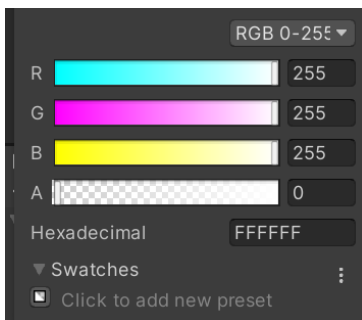 RGB 0-255
R 255
G 255
B 255
A 0
Hexadecimal FFFFFF
Swatches
Click to add new preset